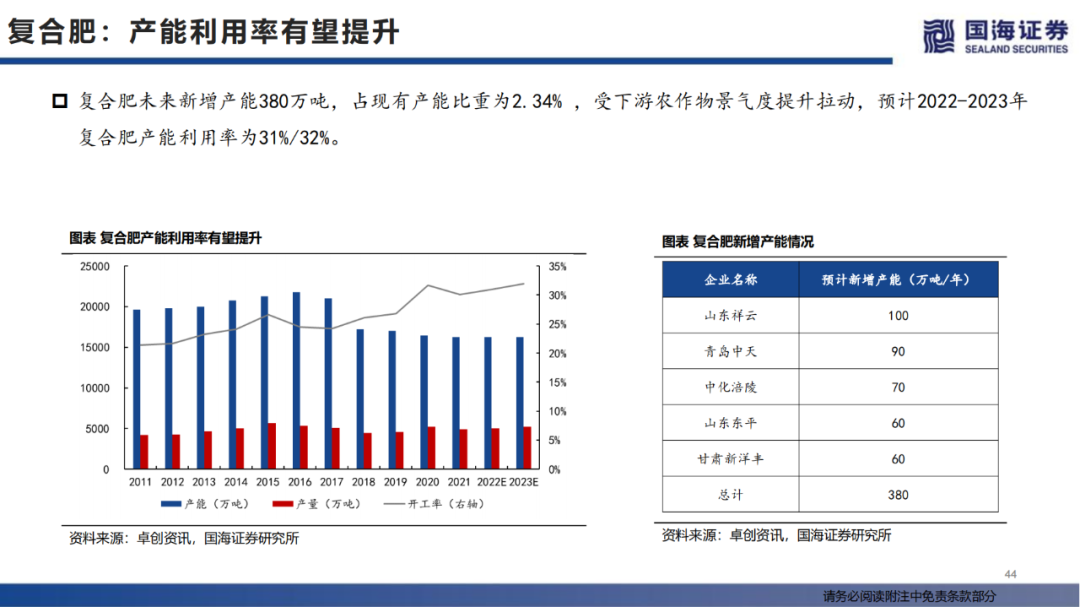 复合肥：产能利用率有望提升
国海证券
SEALAND SECURITIES
复合肥未来新增产能380万吨，占现有产能比重为2.34% ，受下游农作物景气度提升拉动，预计2022-2023年
复合肥产能利用率为31%/32%。
图表 复合肥产能利用率有望提升
25000
20000
15000
10000
5000
0
35%
30%
25%
20%
15%
10%
5%
0%
2011 2012 2013 2014 2015 2016 2017 2018 2019 2020 2021 2022E 2023E
产能（万吨） 产量（万吨） 开工率（右轴）
资料来源：卓创资讯，国海证券研究所
图表 复合肥新增产能情况
企业名称 预计新增产能（万吨/年）
山东祥云 100
青岛中天 90
中化涪陵 70
山东东平 60
甘肃新洋丰 60
总计 380
资料来源：卓创资讯，国海证券研究所
44
请务必阅读附注中免责条款部分